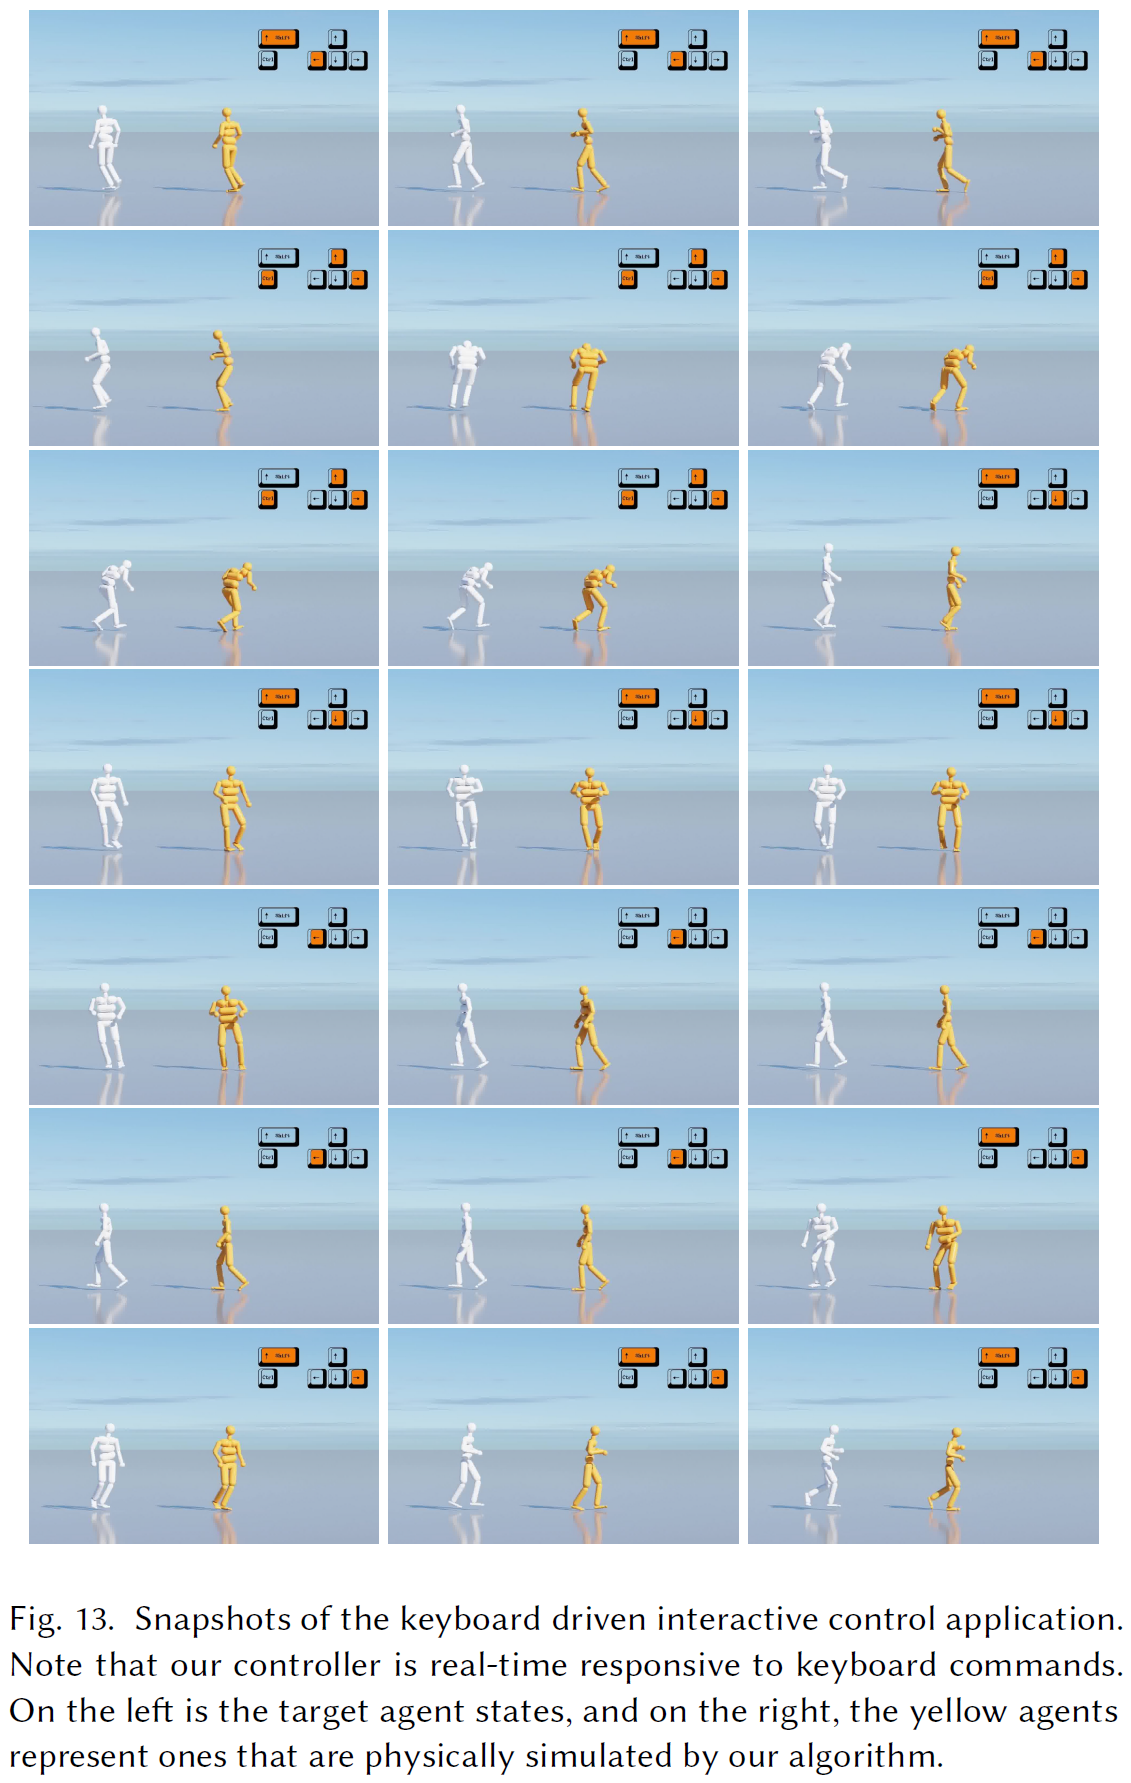 Fig. 13. Snapshots of the keyboard driven interactive control application.
Note that our controller is real-time responsive to keyboard commands.
On the left is the target agent states, and on the right, the yellow agents
represent ones that are physically simulated by our algorithm.